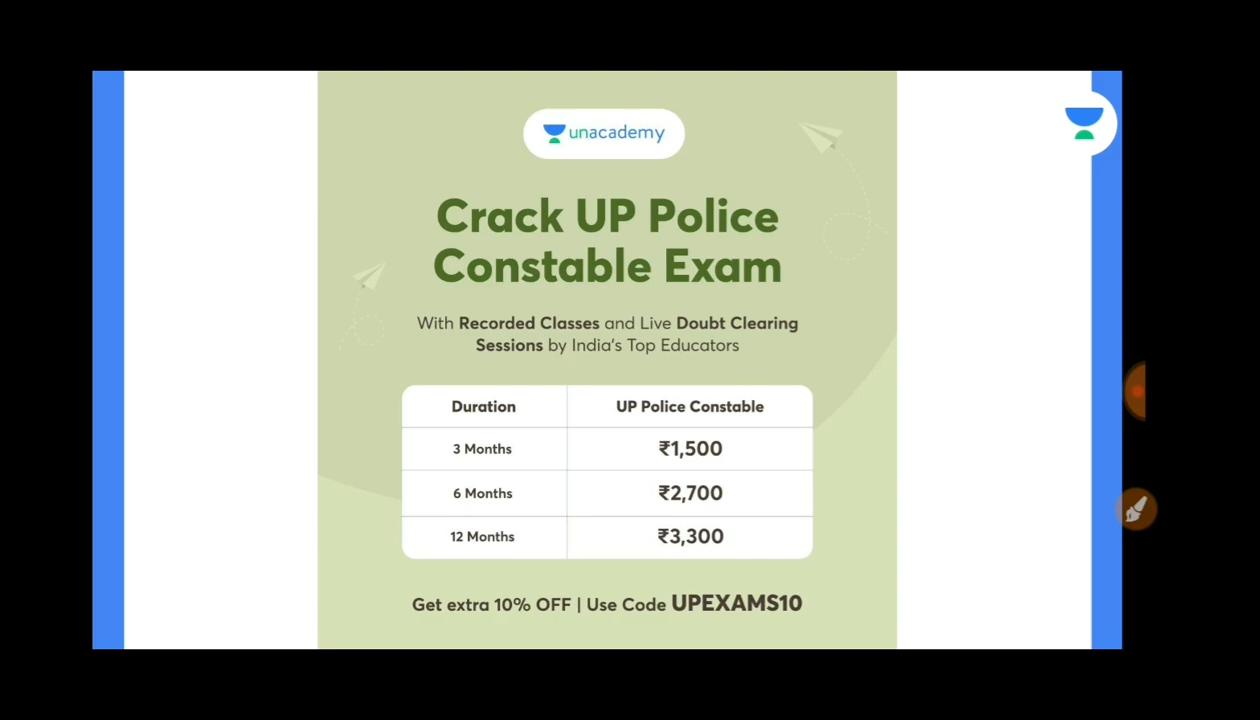 unacademy
Crack UP Police
Constable Exam
With Recorded Classes and Live Doubt Clearing
Sessions by India's Top Educators
Duration UP Police Constable
3 Months ₹1,500
6 Months ₹2,700
12 Months ₹3,300
Get extra 10% OFF | Use Code UPEXAMS10